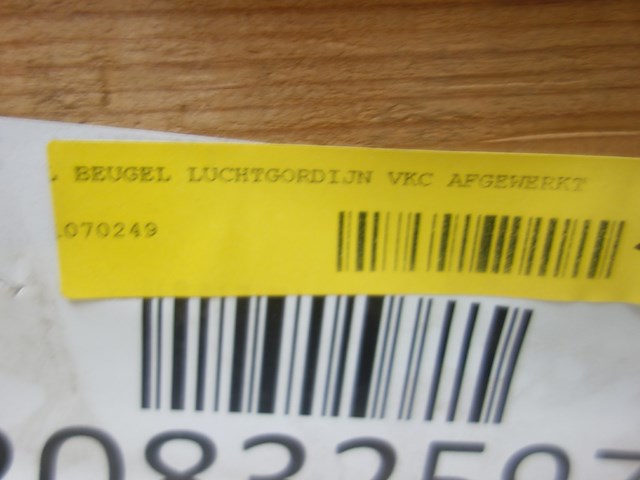 BEUGEL LUCHTGORDIJN VKC AFGEWERKT
070249